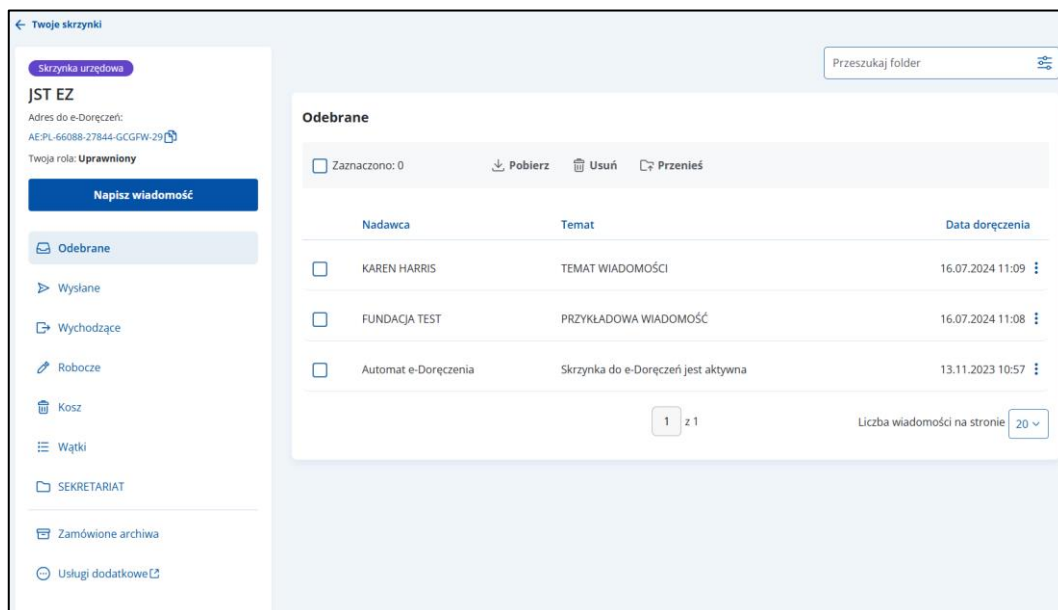 Twoje skrzynki
Skrzynka urzędowa
JST EZ
Adres do e-Doręczeń:
AE:PL-66088-27844-GCGFW-29
Twoja rola: Uprawniony
Napisz wiadomość
Odebrane
Wysłane
Wychodzące
Robocze
Kosz
Wątki
SEKRETARIAT
Zamówione archiwa
Usługi dodatkowe
Przeszukaj folder
Odebrane
Zaznaczono: 0 Pobierz Usuń Przenieś
Nadawca Temat Data doręczenia
KAREN HARRIS TEMAT WIADOMOŚCI 16.07.2024 11:09
FUNDACJA TEST PRZYKŁADOWA WIADOMOŚĆ 16.07.2024 11:08
Automat e-Doręczenia Skrzynka do e-Doręczeń jest aktywna 13.11.2023 10:57
1 z 1 Liczba wiadomości na stronie 20